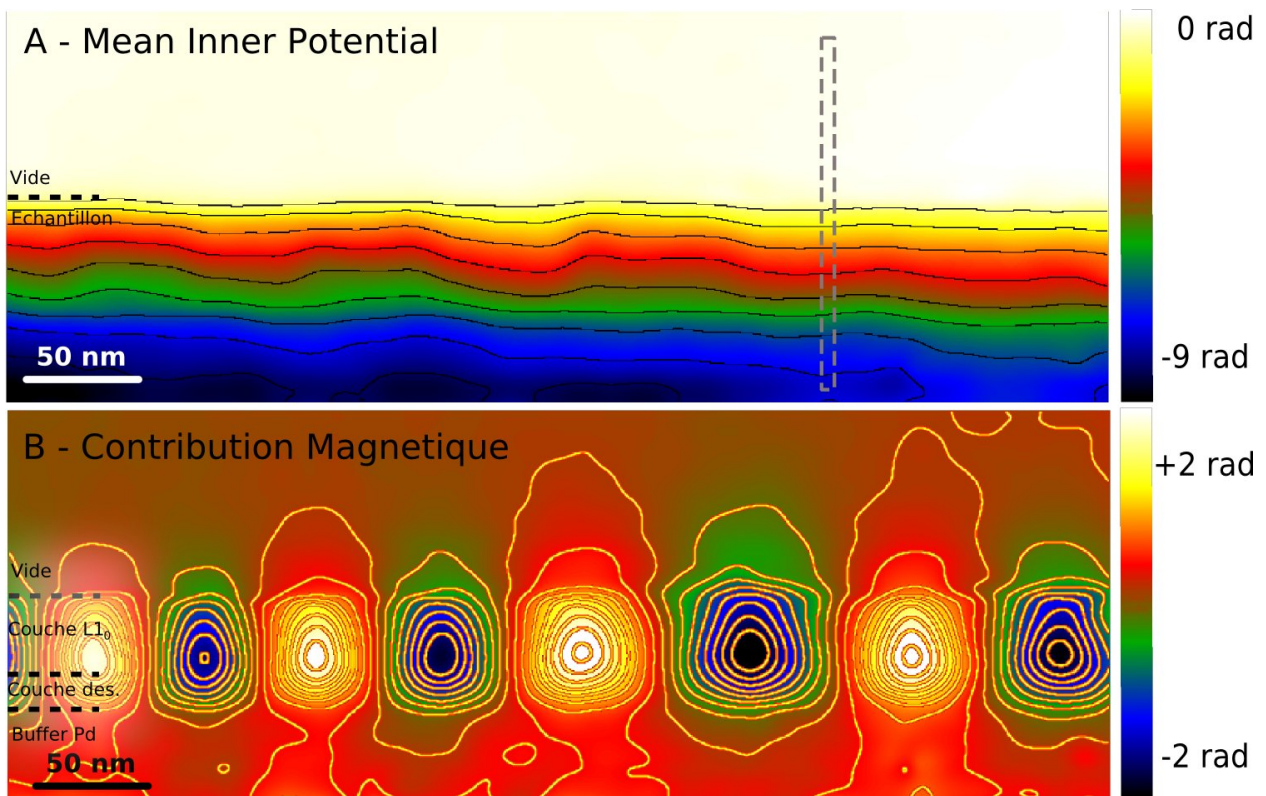 A - Mean Inner Potential
0 rad
Vide
Echantillon
50 nm
-9 rad
B - Contribution Magnetique
+2 rad
Vide
Couche L1₀
Couche des.
Buffer Pd
50 nm
-2 rad